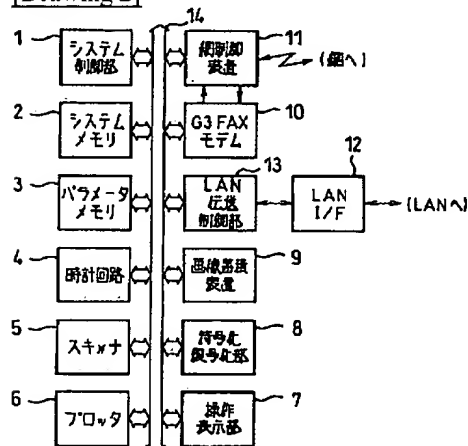 14
1
システム
制御部
11
網制御
装置
(網へ)
2
システム
メモリ
10
G3 FAX
モデム
3
パラメータ
メモリ
13
LAN
伝送
制御部
12
LAN
I/F
(LANへ)
4
時計回路
9
画像蓄積
装置
5
スキャナ
8
符号化
復号化部
6
プロッタ
7
操作
表示部